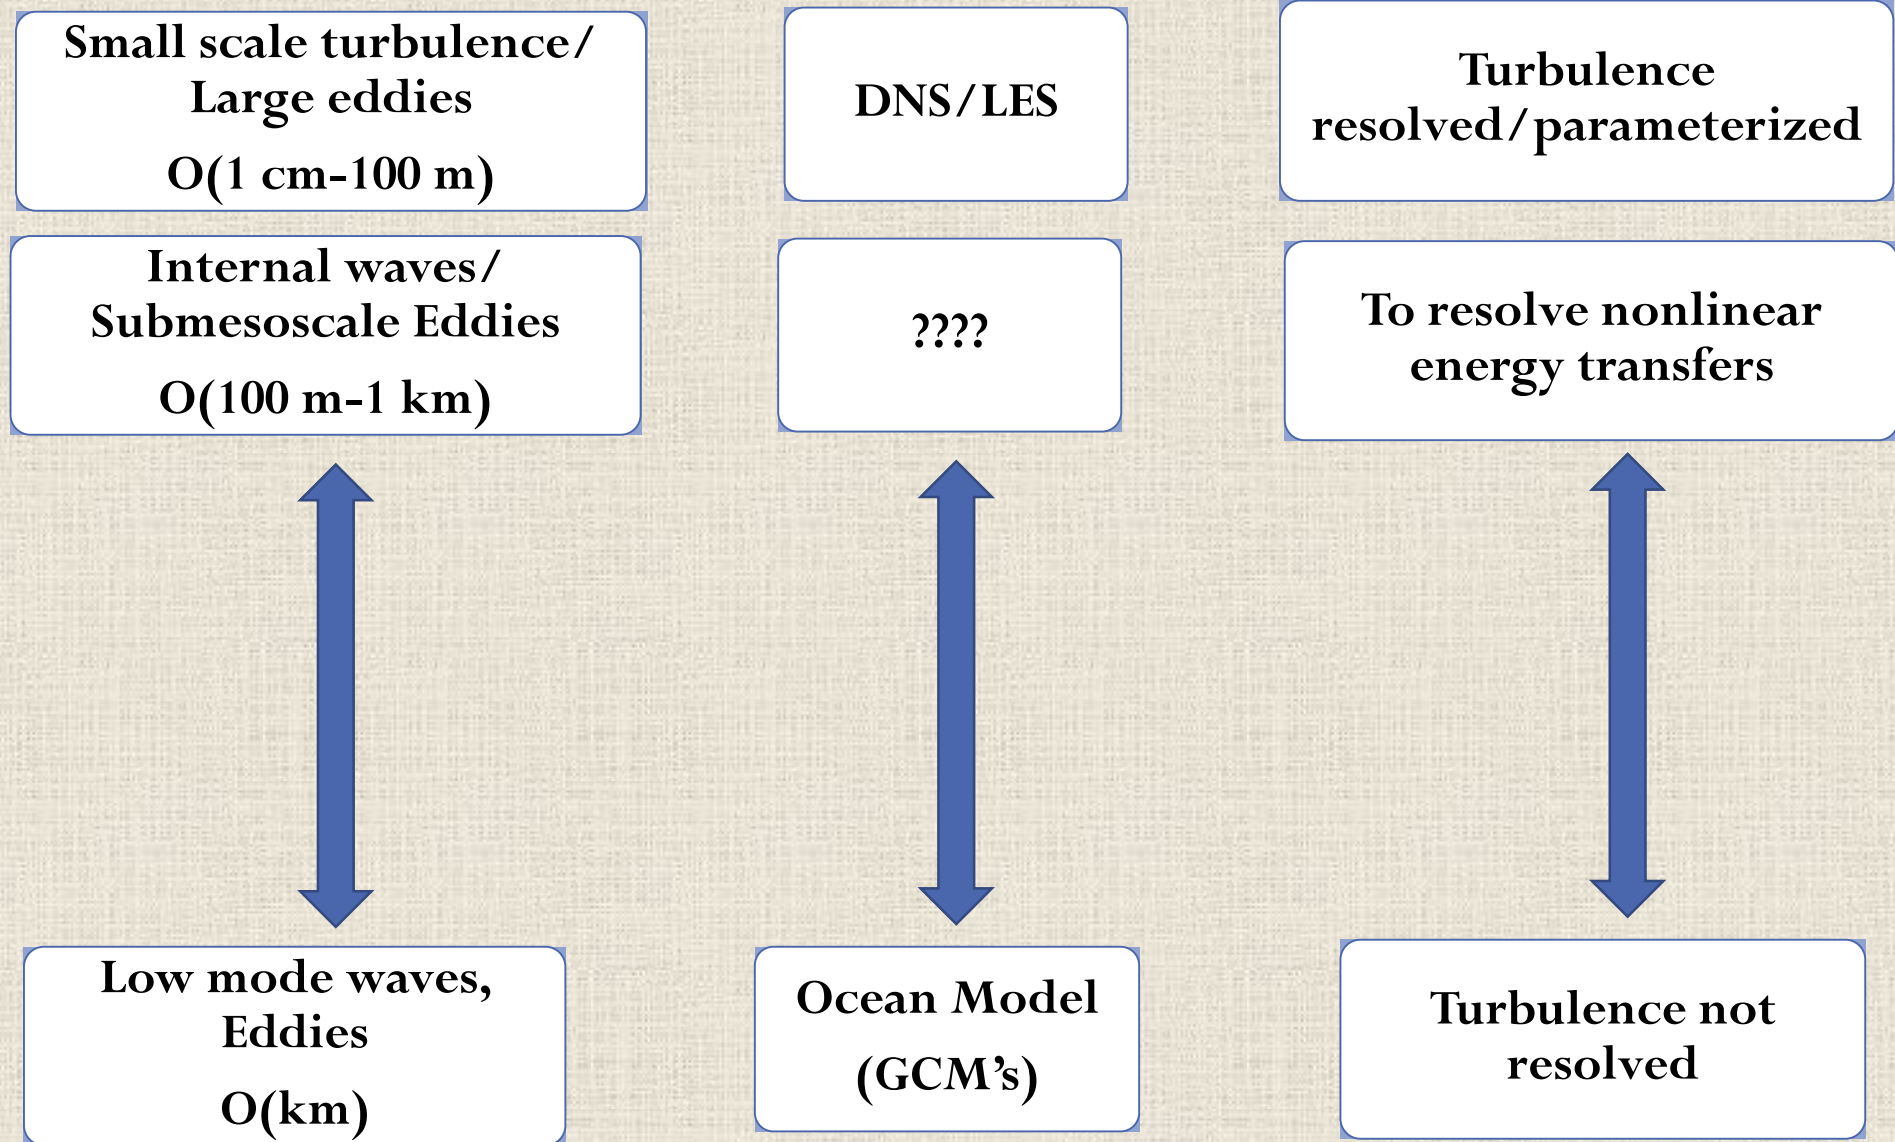 Small scale turbulence/
Large eddies
O(1 cm-100 m)
DNS/LES
Turbulence
resolved/parameterized
Internal waves/
Submesoscale Eddies
O(100 m-1 km)
????
To resolve nonlinear
energy transfers
Low mode waves,
Eddies
O(km)
Ocean Model
(GCM’s)
Turbulence not
resolved